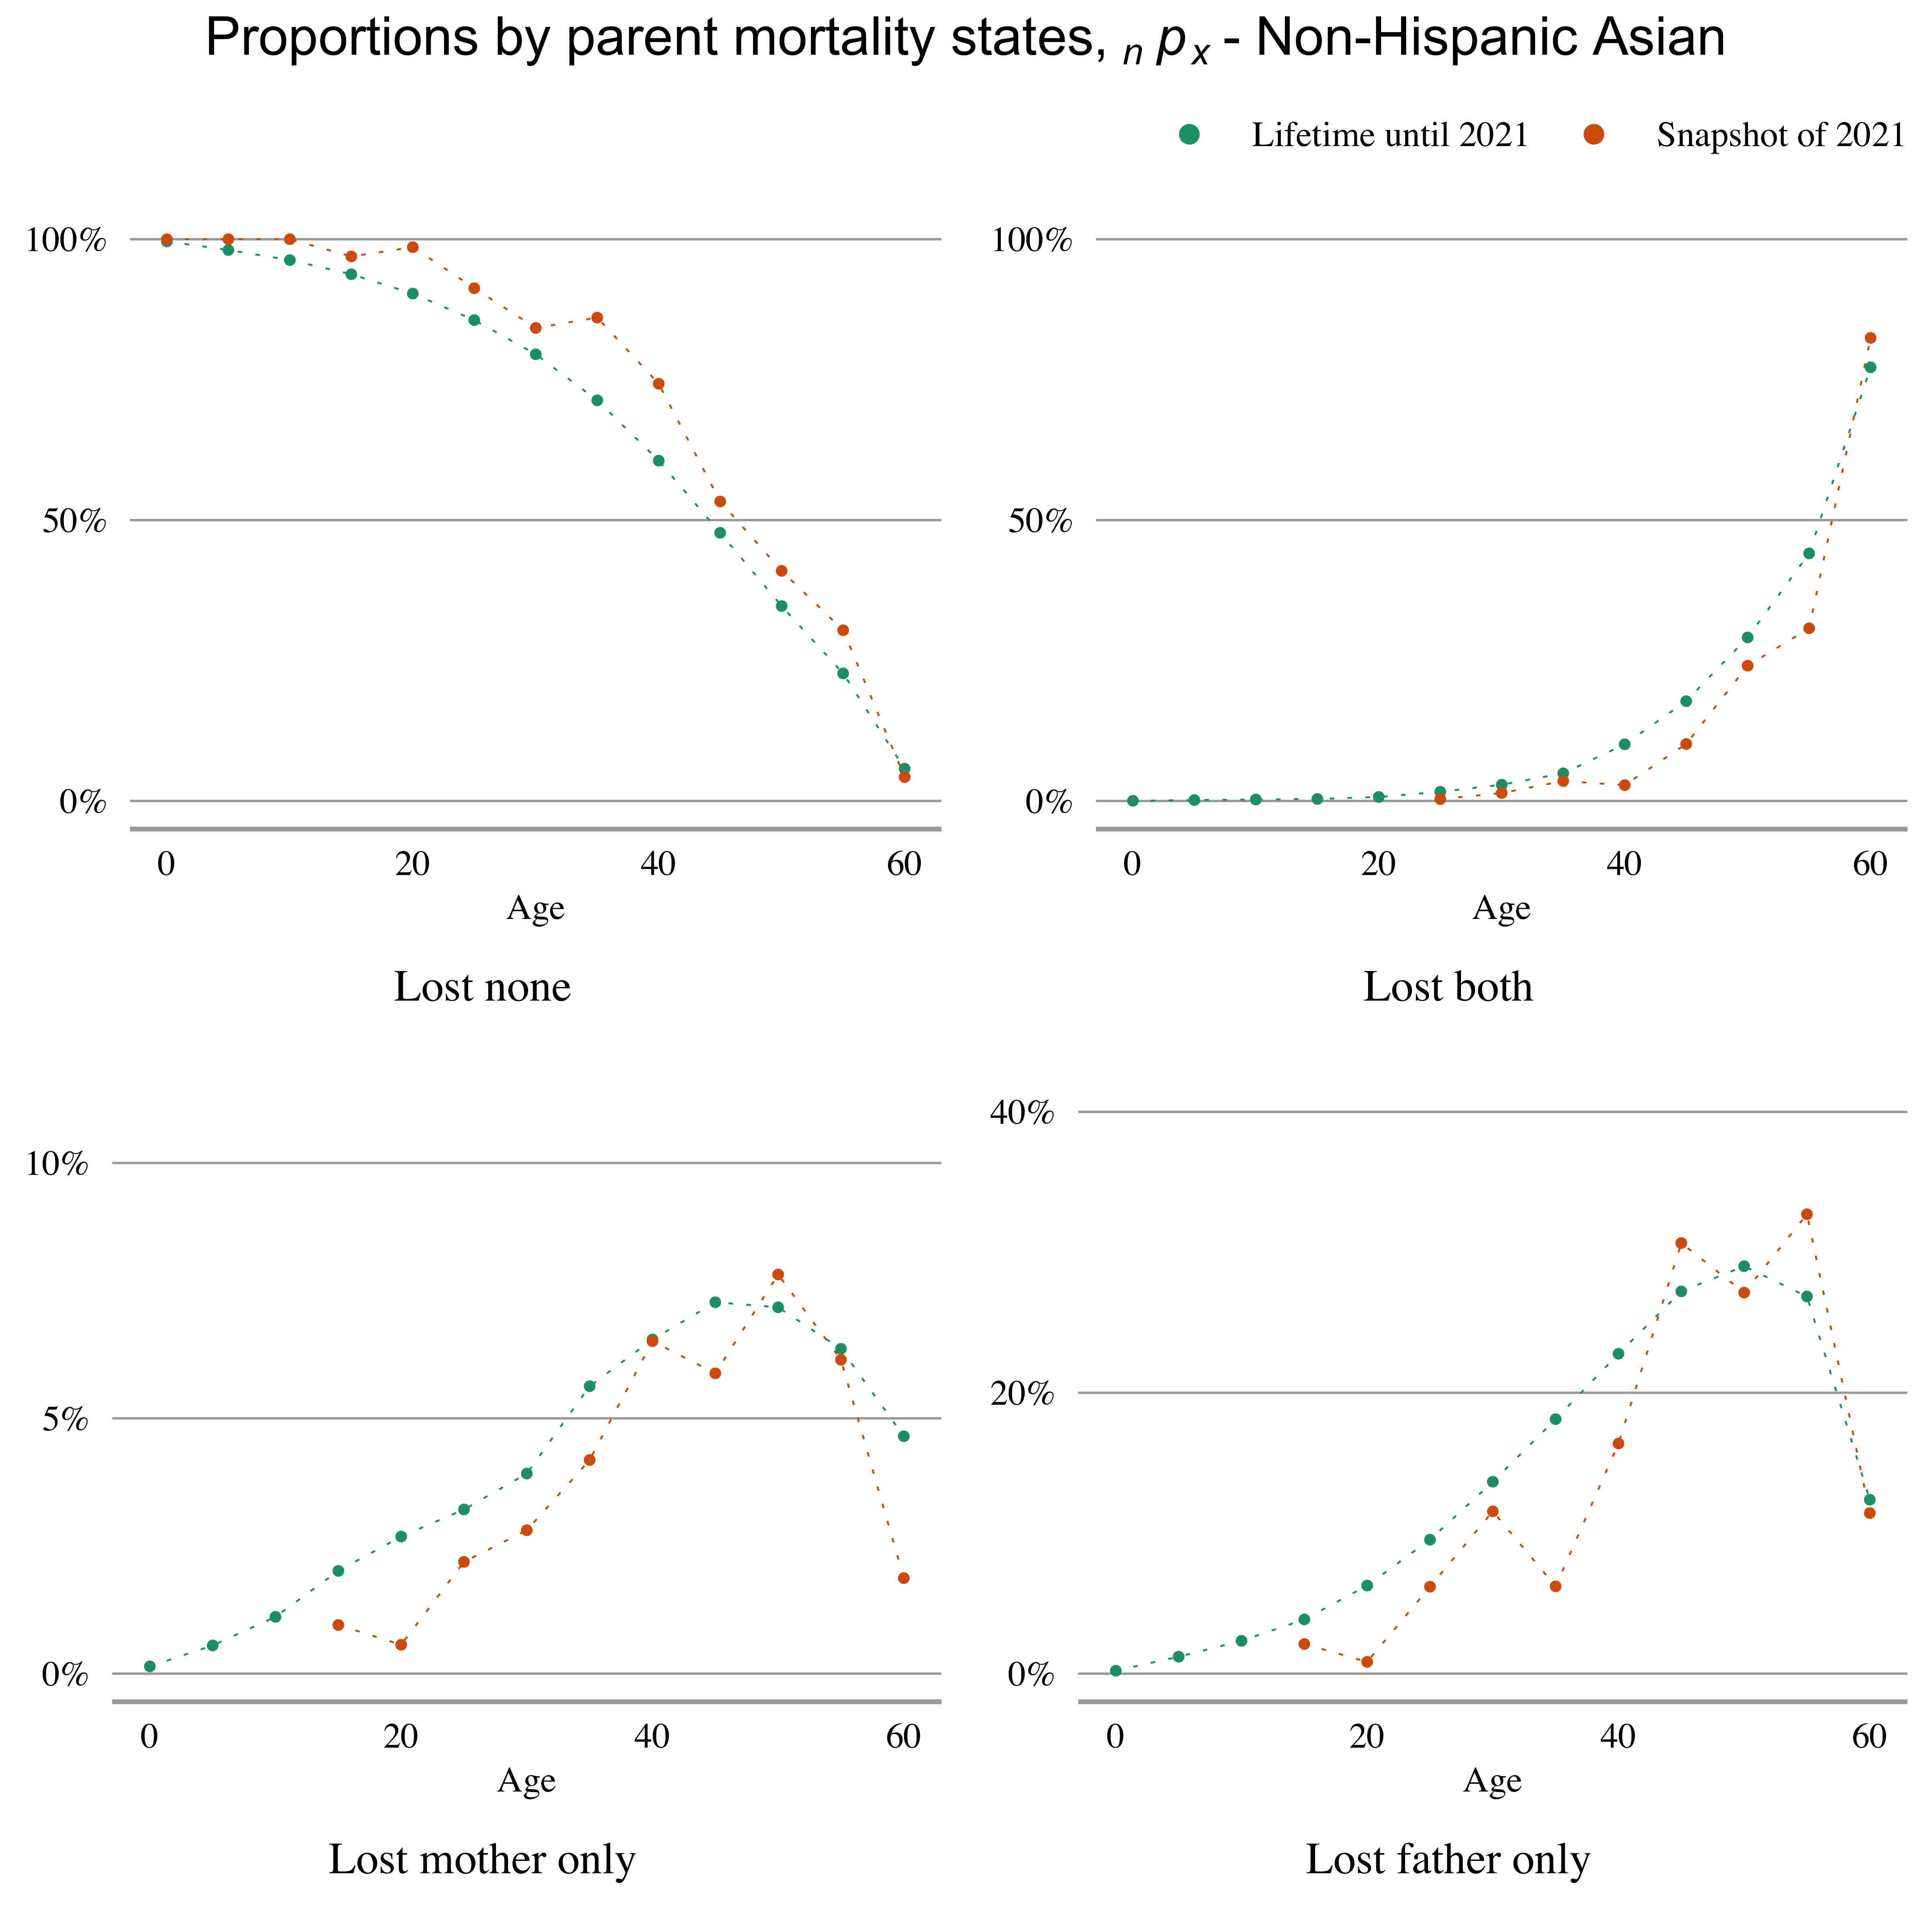 Proportions by parent mortality states, n p x - Non-Hispanic Asian
Lifetime until 2021 Snapshot of 2021
100%
50%
0%
0 20 40 60
Age
Lost none
100%
50%
0%
0 20 40 60
Age
Lost both
10%
5%
0%
0 20 40 60
Age
Lost mother only
40%
20%
0%
0 20 40 60
Age
Lost father only